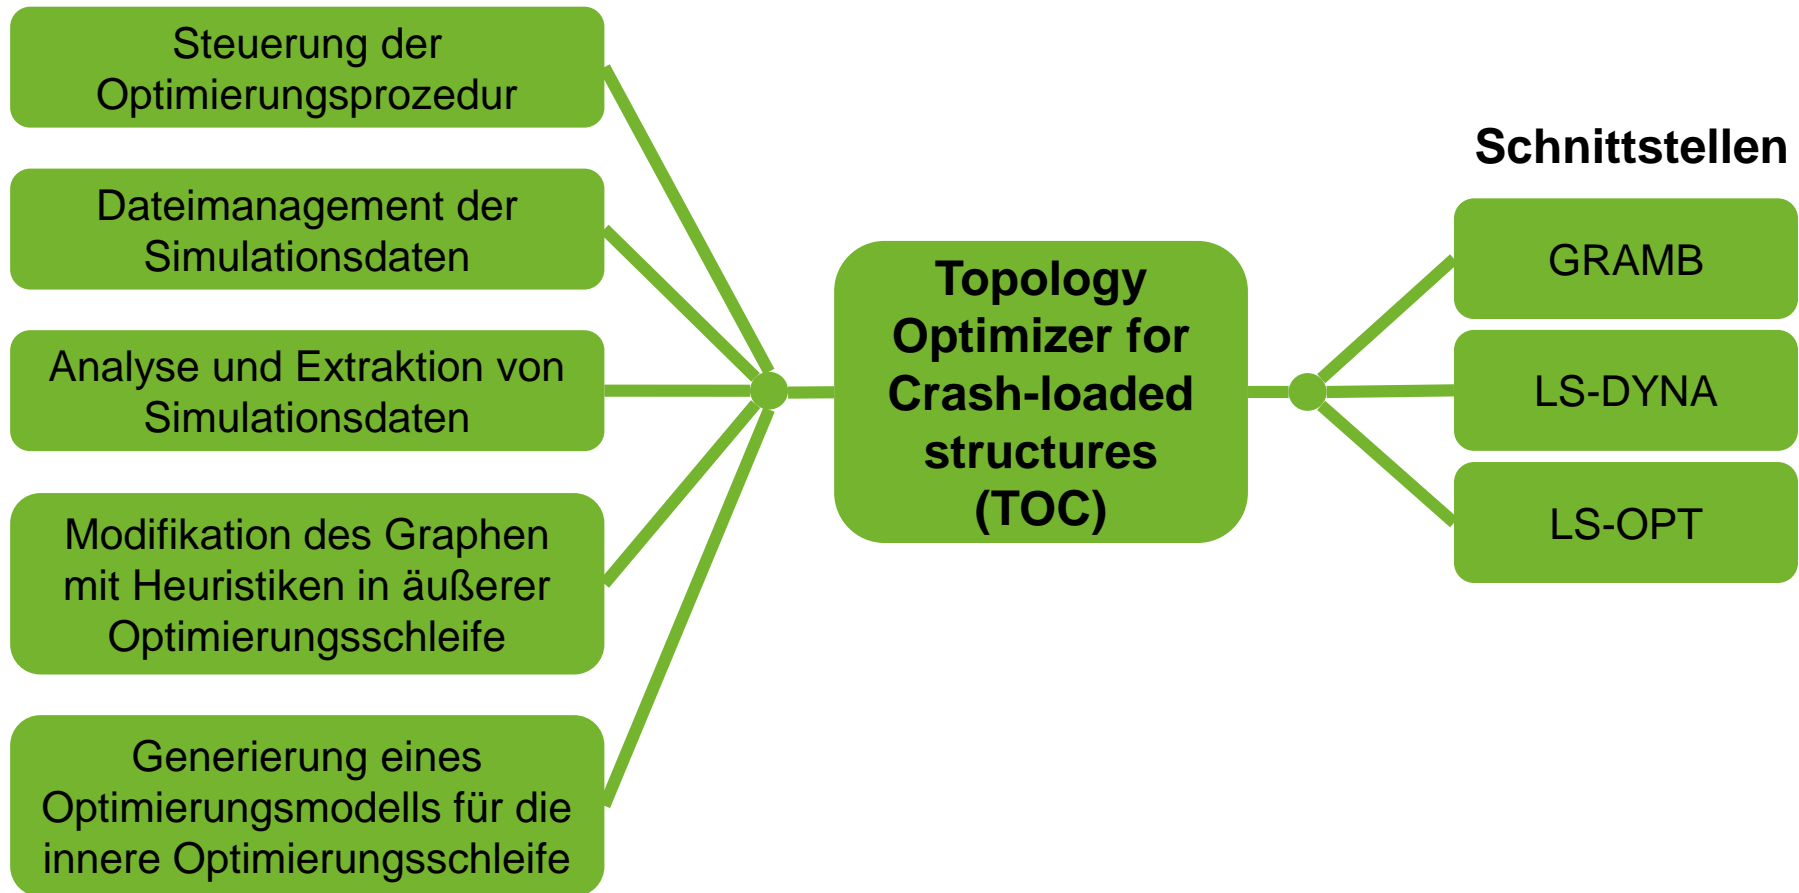 Steuerung der
Optimierungsprozedur
Dateimanagement der
Simulationsdaten
Analyse und Extraktion von
Simulationsdaten
Modifikation des Graphen
mit Heuristiken in äußerer
Optimierungsschleife
Generierung eines
Optimierungsmodells für die
innere Optimierungsschleife
Topology
Optimizer for
Crash-loaded
structures
(TOC)
Schnittstellen
GRAMB
LS-DYNA
LS-OPT